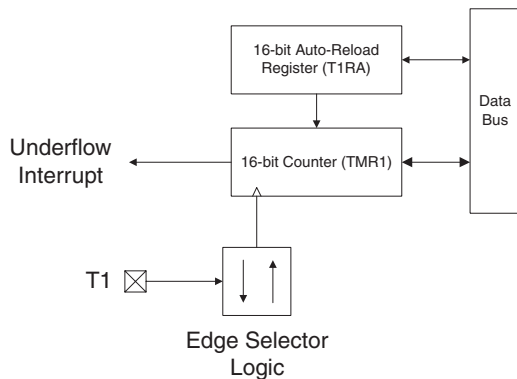 16-bit Auto-Reload
Register (T1RA)
Data
Bus
16-bit Counter (TMR1)
Underflow
Interrupt
T1
Edge Selector
Logic